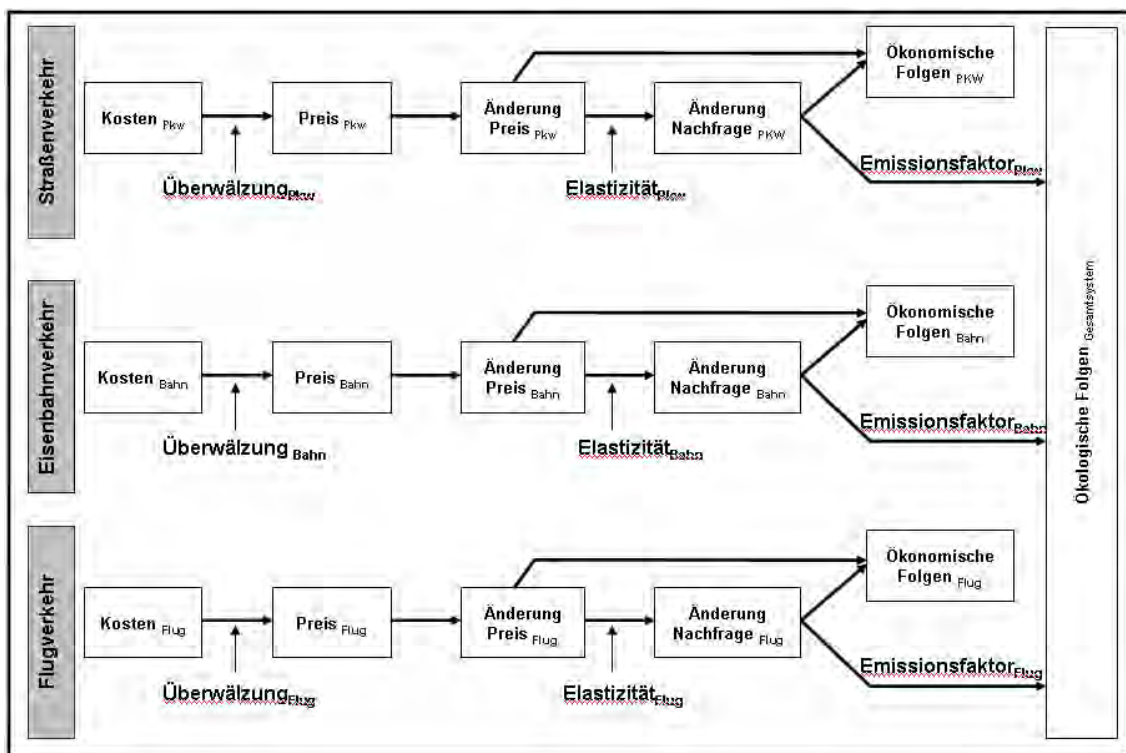 Straßenverkehr
Kosten Pkw
Preis Pkw
Änderung
Preis Pkw
Änderung
Nachfrage PKW
Ökonomische
Folgen PKW
Überwälzung Pkw
Elastizität Pkw
Emissionsfaktor Pkw
Eisenbahnverkehr
Kosten Bahn
Preis Bahn
Änderung
Preis Bahn
Änderung
Nachfrage Bahn
Ökonomische
Folgen Bahn
Überwälzung Bahn
Elastizität Bahn
Emissionsfaktor Bahn
Flugverkehr
Kosten Flug
Preis Flug
Änderung
Preis Flug
Änderung
Nachfrage Flug
Ökonomische
Folgen Flug
Überwälzung Flug
Elastizität Flug
Emissionsfaktor Flug
Ökologische Folgen Gesamtsystem